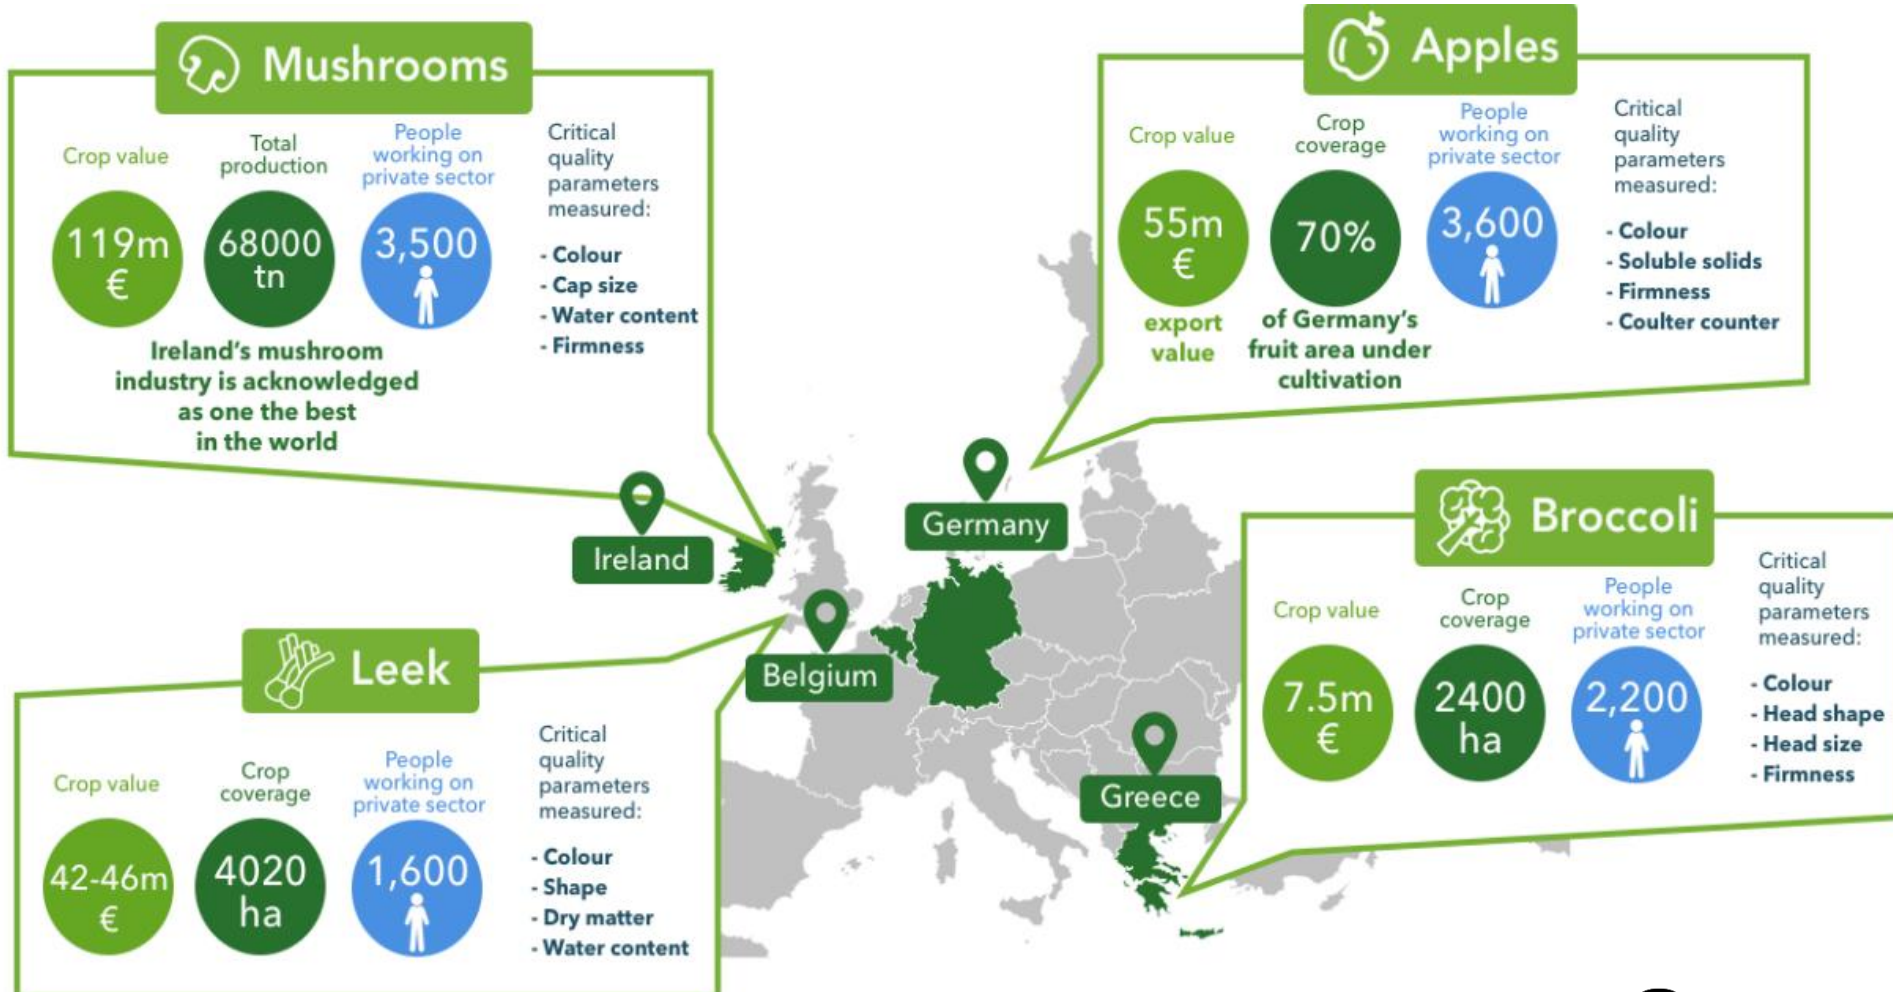 Mushrooms
Crop value
119m
€
Total
production
68000
tn
People
working on
private sector
3,500
Critical
quality
parameters
measured:
- Colour
- Cap size
- Water content
- Firmness
Ireland's mushroom
industry is acknowledged
as one the best
in the world
Apples
Crop value
55m
€
export
value
Crop
coverage
70%
of Germany's
fruit area under
cultivation
People
working on
private sector
3,600
Critical
quality
parameters
measured:
- Colour
- Soluble solids
- Firmness
- Coulter counter
Ireland
Germany
Belgium
Greece
Leek
Crop value
42-46m
€
Crop
coverage
4020
ha
People
working on
private sector
1,600
Critical
quality
parameters
measured:
- Colour
- Shape
- Dry matter
- Water content
Broccoli
Crop value
7.5m
€
Crop
coverage
2400
ha
People
working on
private sector
2,200
Critical
quality
parameters
measured:
- Colour
- Head shape
- Head size
- Firmness